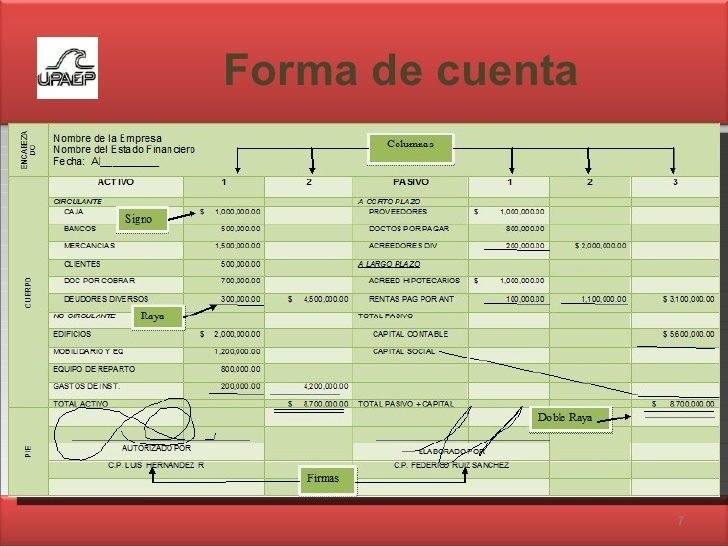 UPAEP
Forma de cuenta
ENCABEZA
DO
Nombre de la Empresa
Nombre del Estado Financiero
Fecha: Al__________
Columnas
ACTIVO 1 2 PASIVO 1 2 3
CIRCULANTE A CORTO PLAZO
CAJA $ 1,000,000.00 PROVEEDORES $ 1,000,000.00
Signo
BANCOS 500,000.00 DOCTOS POR PAGAR 800,000.00
MERCANCIAS 1,500,000.00 ACREEDORES DIV 200,000.00 $ 2,000,000.00
CLIENTES 500,000.00 A LARGO PLAZO
CUERPO
DOC POR COBRAR 700,000.00 ACREED HIPOTECARIOS $ 1,000,000.00
DEUDORES DIVERSOS 300,000.00 $ 4,500,000.00 RENTAS PAG POR ANT 100,000.00 1,100,000.00 $ 3,100,000.00
NO CIRCULANTE Raya TOTAL PASIVO
EDIFICIOS $ 2,000,000.00 CAPITAL CONTABLE $ 5,600,000.00
MOBILIDARIO Y EQ 1,200,000.00 CAPITAL SOCIAL
EQUIPO DE REPARTO 800,000.00
GASTOS DE INST. 200,000.00 4,200,000.00
TOTAL ACTIVO $ 8,700,000.00 TOTAL PASIVO + CAPITAL $ 8,700,000.00
Doble Raya
PIE
AUTORIZADO POR ELABORADO POR
C.P. LUIS HERNANDEZ R C.P. FEDERICO RUIZ SANCHEZ
Firmas
7